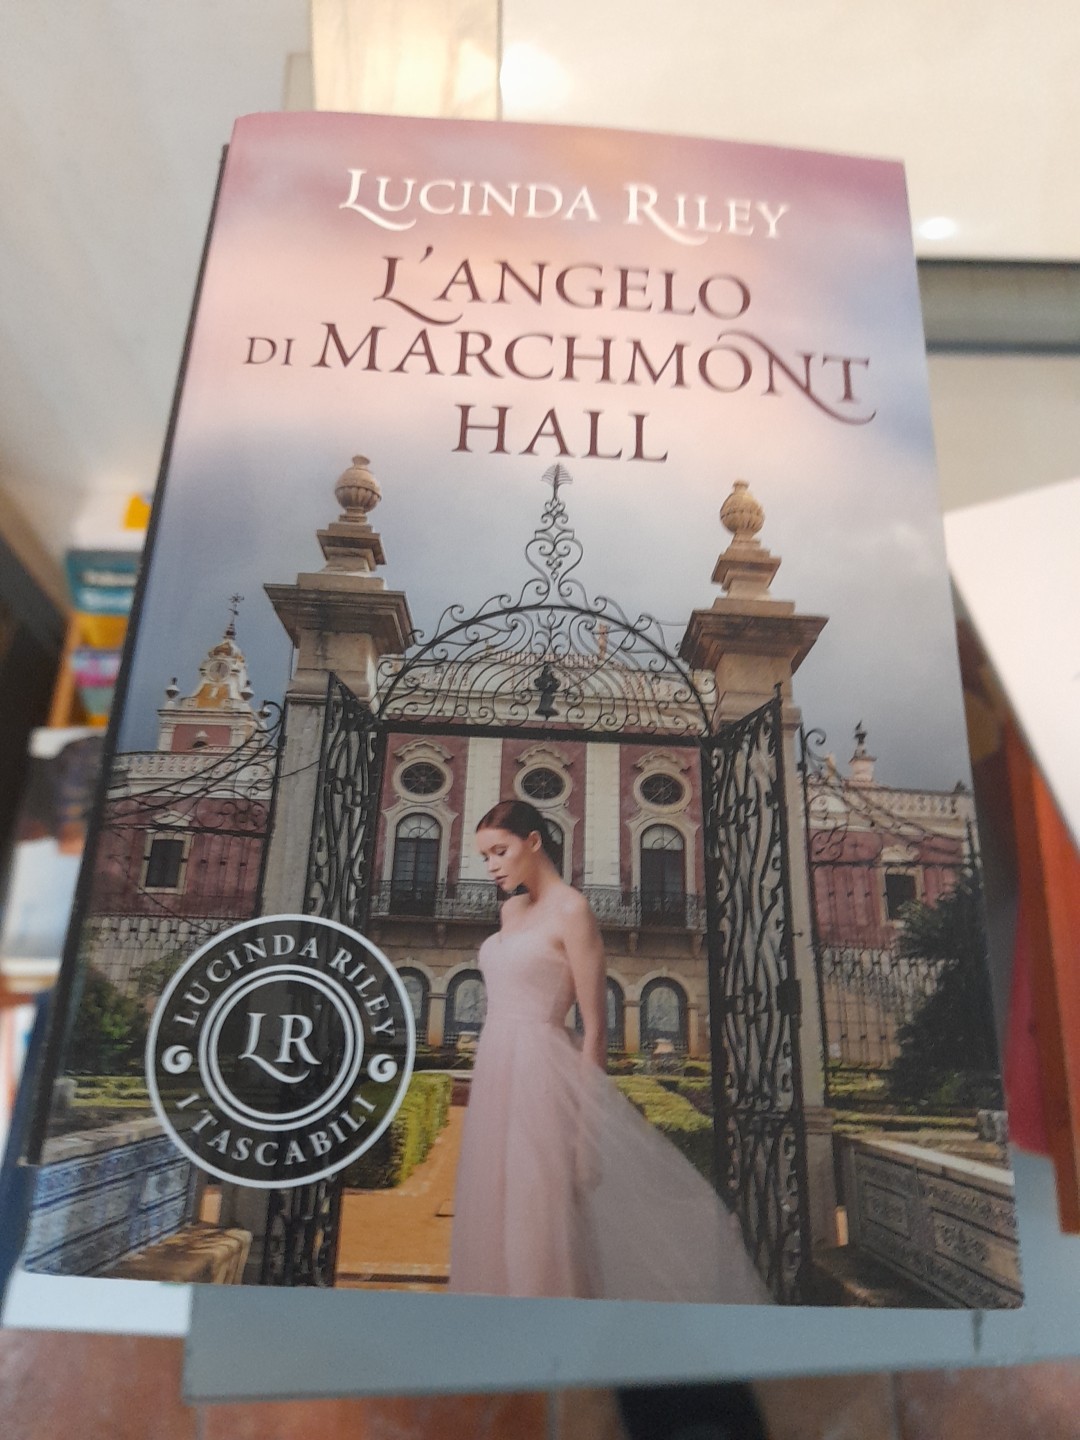 LUCINDA RILEY
L'ANGELO
DI MARCHMONT
HALL
LUCINDA RILEY
LR
I TASCABILI